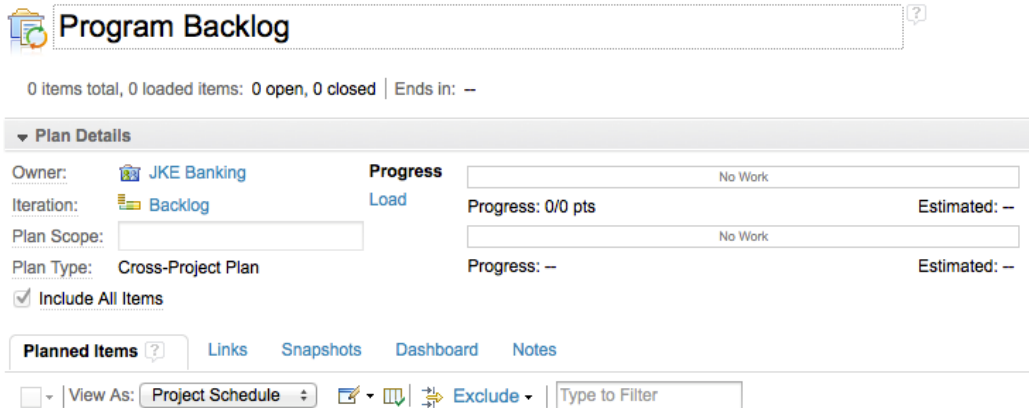 Program Backlog ?
0 items total, 0 loaded items: 0 open, 0 closed | Ends in: --
Plan Details
Owner: JKE Banking Progress No Work
Iteration: Backlog Load Progress: 0/0 pts Estimated: --
Plan Scope: No Work
Plan Type: Cross-Project Plan Progress: -- Estimated: --
Include All Items
Planned Items ? Links Snapshots Dashboard Notes
View As: Project Schedule Exclude Type to Filter